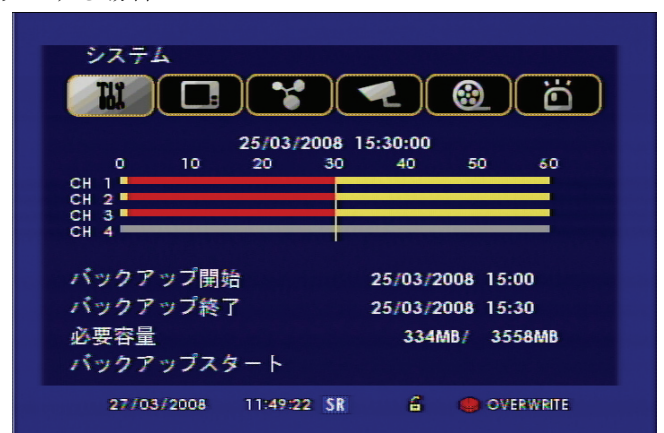 システム
25/03/2008 15:30:00
0 10 20 30 40 50 60
CH 1
CH 2
CH 3
CH 4
バックアップ開始 25/03/2008 15:00
バックアップ終了 25/03/2008 15:30
必要容量 334MB/ 3558MB
バックアップスタート
27/03/2008 11:49:22 SR OVERWRITE